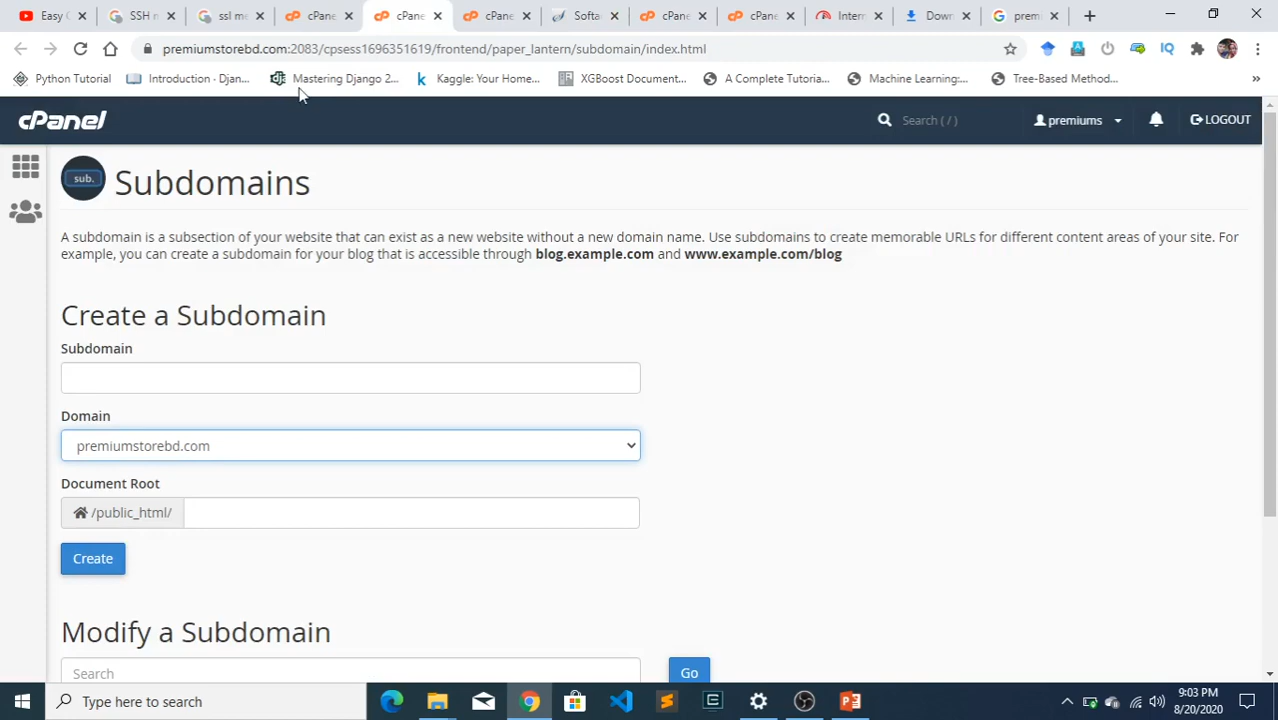 Easy C
SSH n
ssl me
cPane
cPane
cPane
Softa
cPane
cPane
Intern
Down
premi
premiumstorebd.com:2083/cpsess1696351619/frontend/paper_lantern/subdomain/index.html
IQ
Python Tutorial
Introduction · Djan...
Mastering Django 2...
Kaggle: Your Home...
XGBoost Document...
A Complete Tutoria...
Machine Learning:...
Tree-Based Method...
»
cPanel
Search ( / )
premiums
LOGOUT
sub.
Subdomains
A subdomain is a subsection of your website that can exist as a new website without a new domain name. Use subdomains to create memorable URLs for different content areas of your site. For
example, you can create a subdomain for your blog that is accessible through blog.example.com and www.example.com/blog
Create a Subdomain
Subdomain
Domain
premiumstorebd.com
Document Root
/public_html/
Create
Modify a Subdomain
Search
Go
Type here to search
9:03 PM
8/20/2020